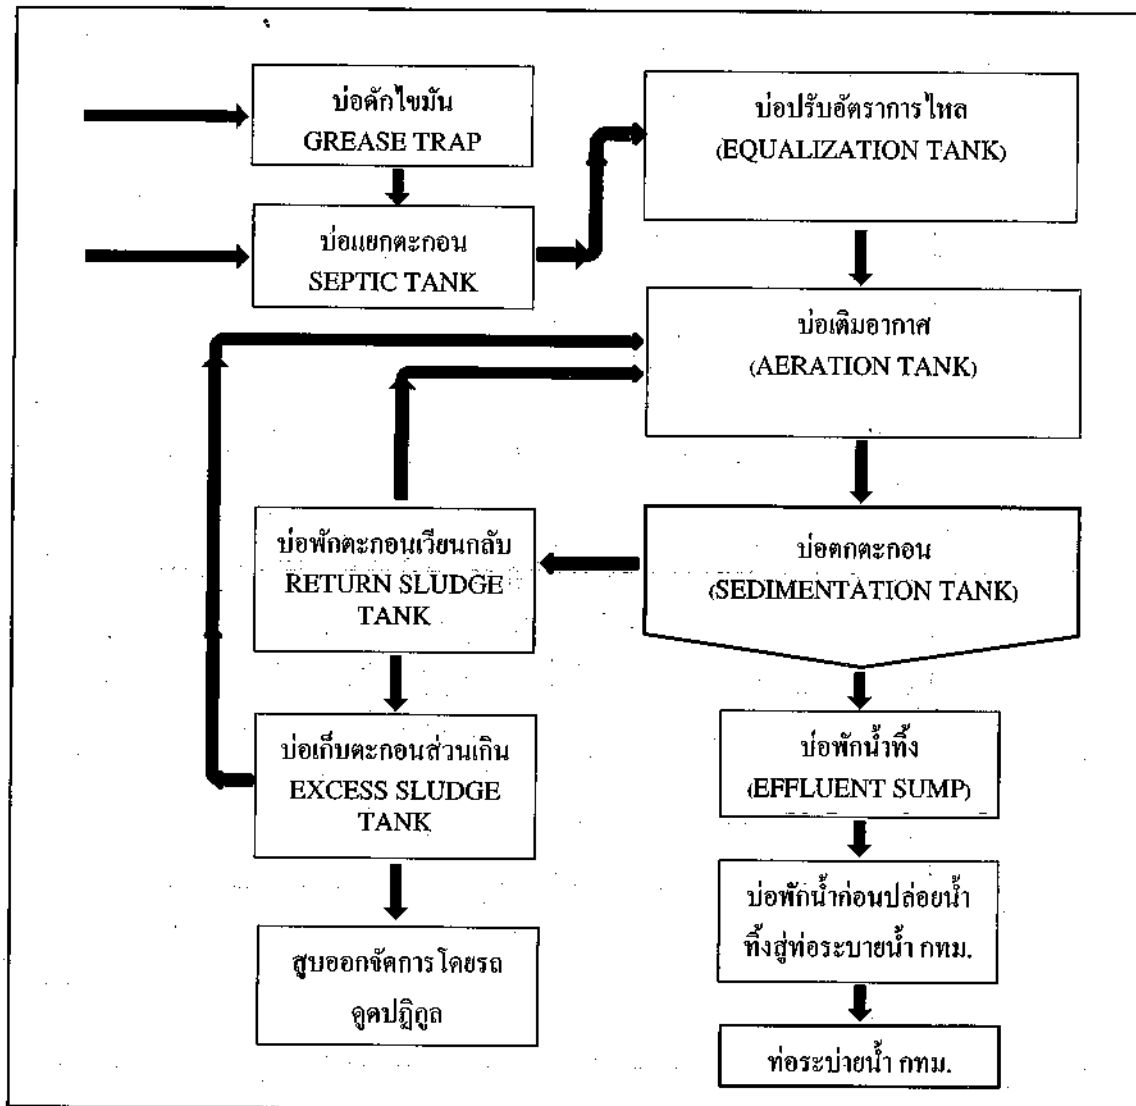 บ่อดักไขมัน
GREASE TRAP
บ่อปรับอัตราการไหล
(EQUALIZATION TANK)
บ่อแยกตะกอน
SEPTIC TANK
บ่อเติมอากาศ
(AERATION TANK)
บ่อพักตะกอนเวียนกลับ
RETURN SLUDGE
TANK
บ่อตกตะกอน
(SEDIMENTATION TANK)
บ่อเก็บตะกอนส่วนเกิน
EXCESS SLUDGE
TANK
บ่อพักน้ำทิ้ง
(EFFLUENT SUMP)
บ่อพักน้ำก่อนปล่อยน้ำ
ทิ้งสู่ท่อระบายน้ำ กทม.
สูบออกจัดการโดยรถ
ดูดปฏิกูล
ท่อระบายน้ำ กทม.